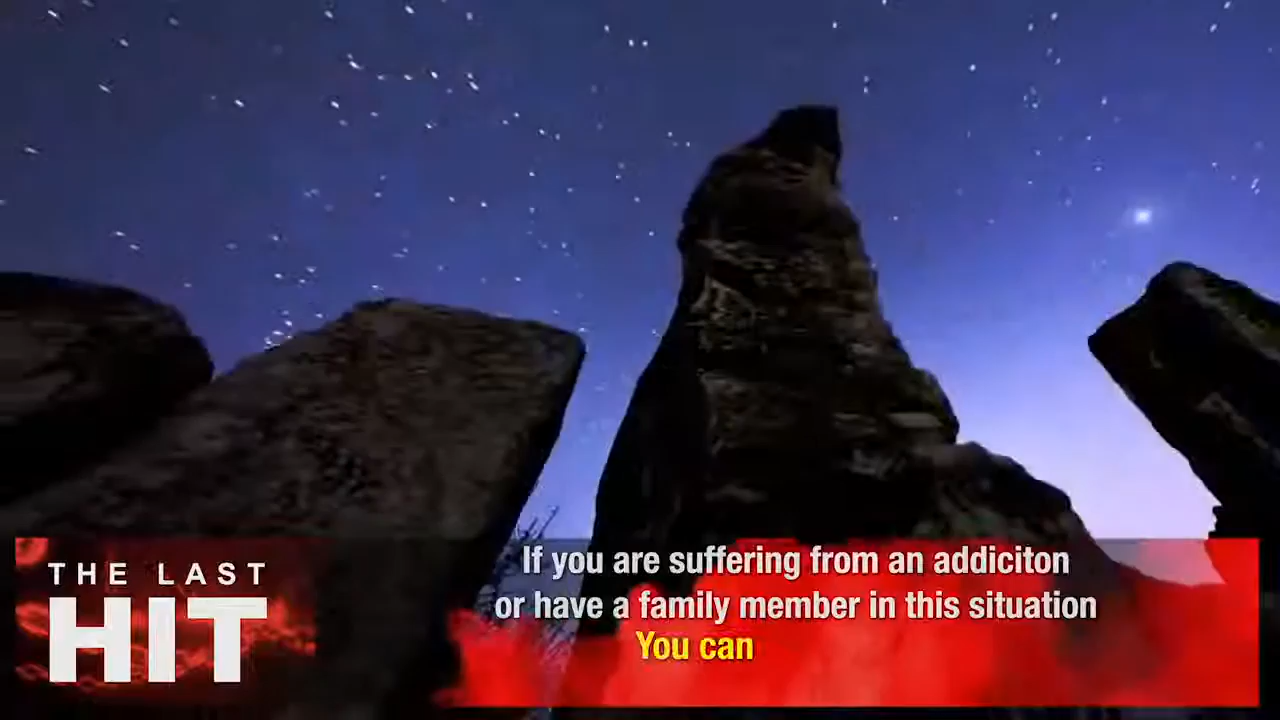 THE LAST
HIT
If you are suffering from an addiciton
or have a family member in this situation
You can